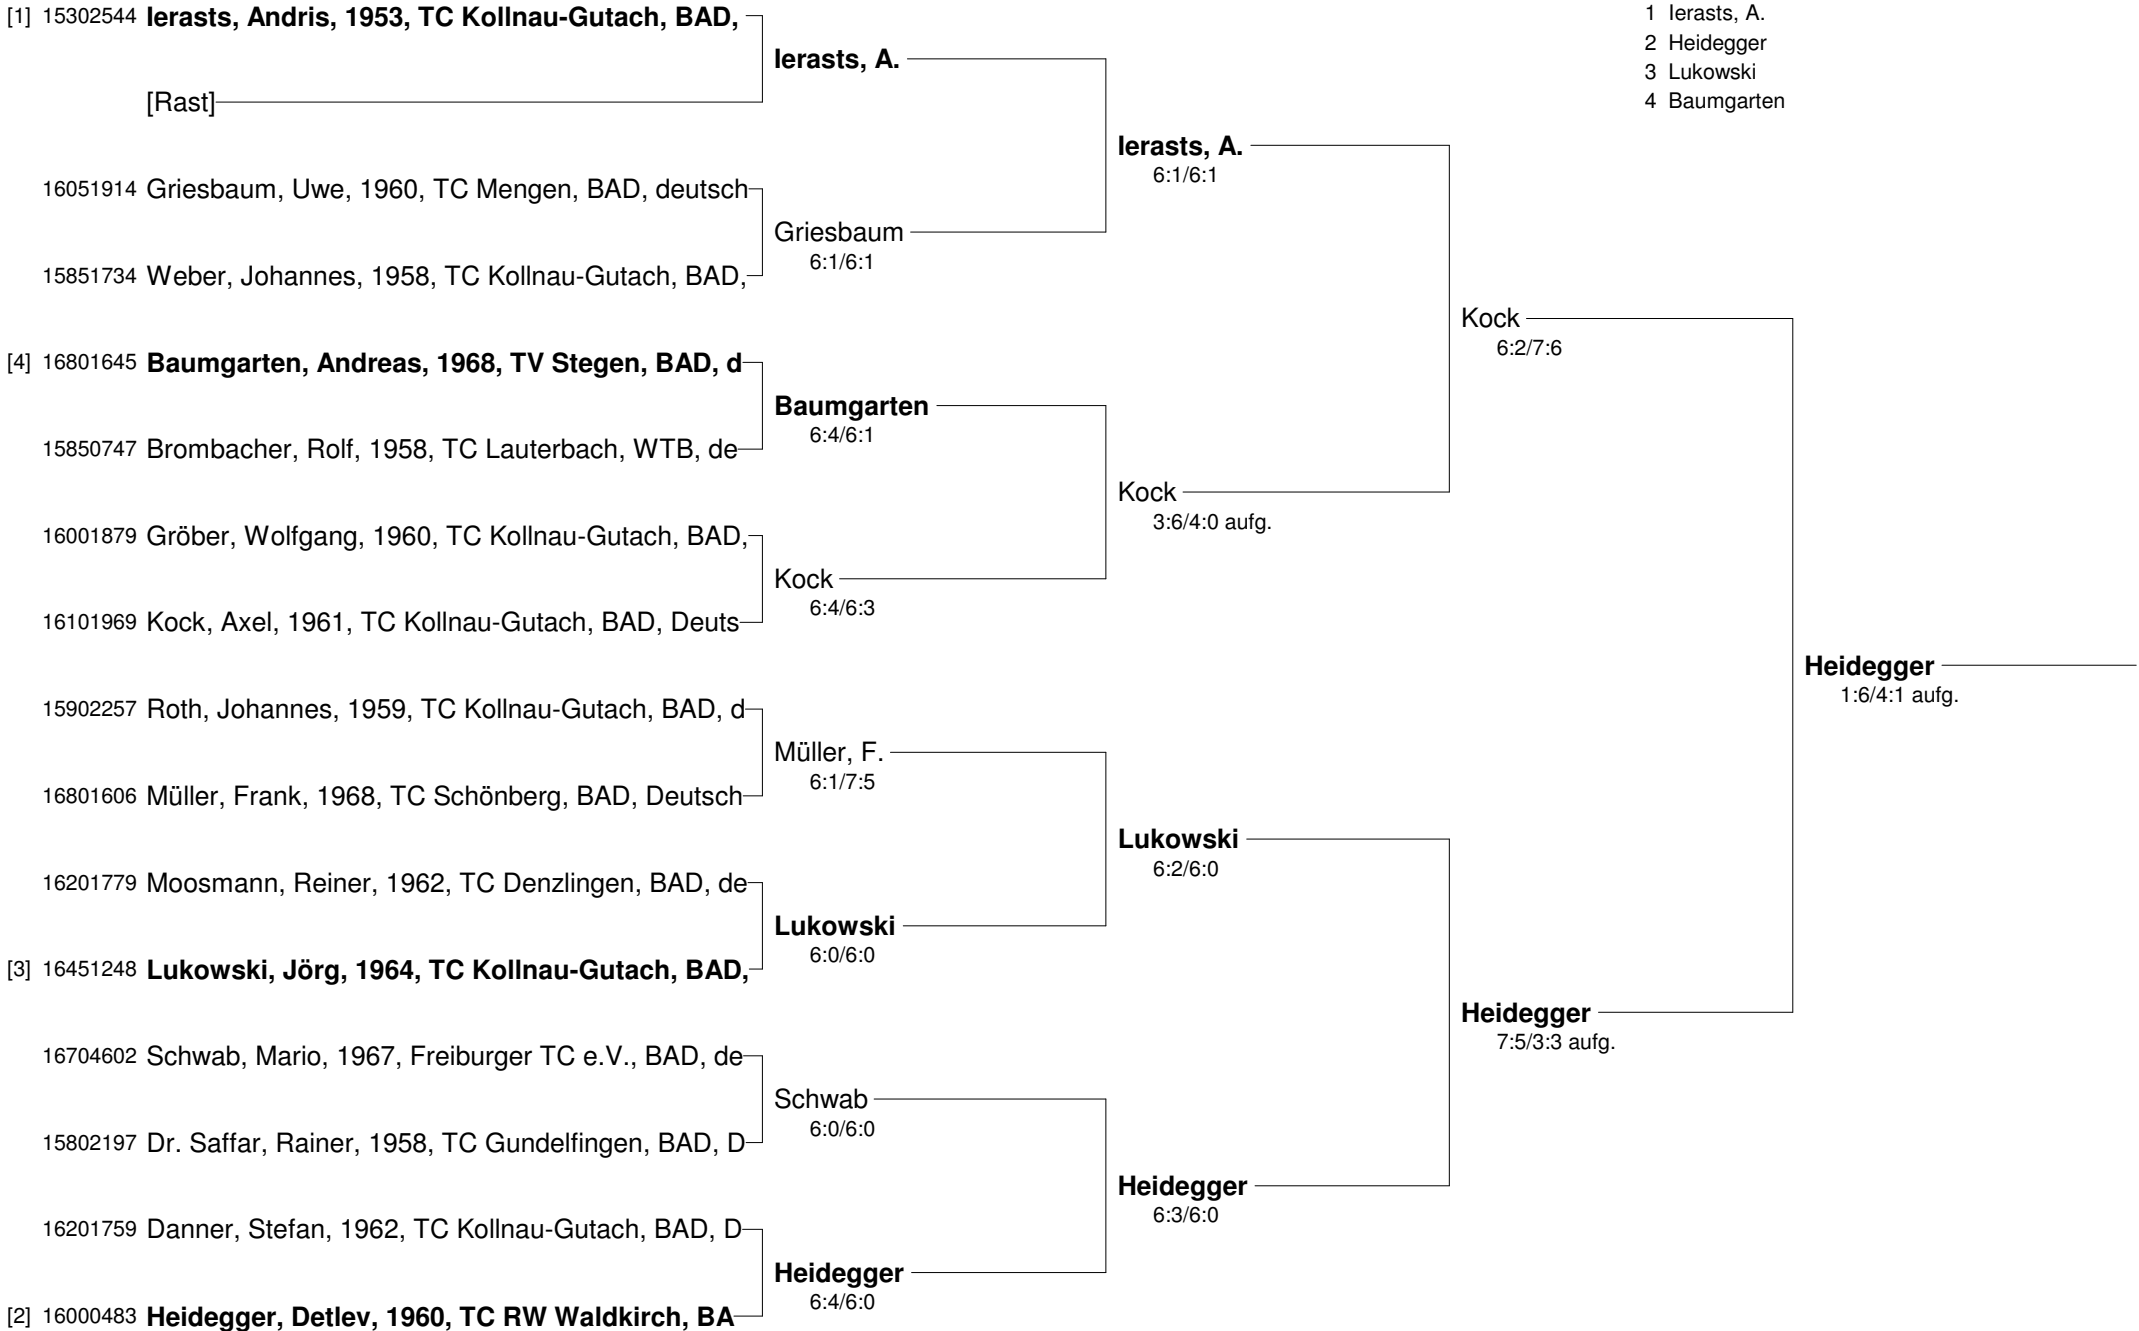 [1] 15302544 Ierasts, Andris, 1953, TC Kollnau-Gutach, BAD,
1 Ierasts, A.
2 Heidegger
3 Lukowski
4 Baumgarten
Ierasts, A.
[Rast]
Ierasts, A.
6:1/6:1
16051914 Griesbaum, Uwe, 1960, TC Mengen, BAD, deutsch
Griesbaum
6:1/6:1
15851734 Weber, Johannes, 1958, TC Kollnau-Gutach, BAD,
Kock
6:2/7:6
[4] 16801645 Baumgarten, Andreas, 1968, TV Stegen, BAD, d
Baumgarten
6:4/6:1
15850747 Brombacher, Rolf, 1958, TC Lauterbach, WTB, de
Kock
3:6/4:0 aufg.
16001879 Gröber, Wolfgang, 1960, TC Kollnau-Gutach, BAD,
Kock
6:4/6:3
16101969 Kock, Axel, 1961, TC Kollnau-Gutach, BAD, Deuts
Heidegger
1:6/4:1 aufg.
15902257 Roth, Johannes, 1959, TC Kollnau-Gutach, BAD, d
Müller, F.
6:1/7:5
16801606 Müller, Frank, 1968, TC Schönberg, BAD, Deutsch
Lukowski
6:2/6:0
16201779 Moosmann, Reiner, 1962, TC Denzlingen, BAD, de
Lukowski
6:0/6:0
[3] 16451248 Lukowski, Jörg, 1964, TC Kollnau-Gutach, BAD,
Heidegger
7:5/3:3 aufg.
16704602 Schwab, Mario, 1967, Freiburger TC e.V., BAD, de
Schwab
6:0/6:0
15802197 Dr. Saffar, Rainer, 1958, TC Gundelfingen, BAD, D
Heidegger
6:3/6:0
16201759 Danner, Stefan, 1962, TC Kollnau-Gutach, BAD, D
Heidegger
6:4/6:0
[2] 16000483 Heidegger, Detlev, 1960, TC RW Waldkirch, BA